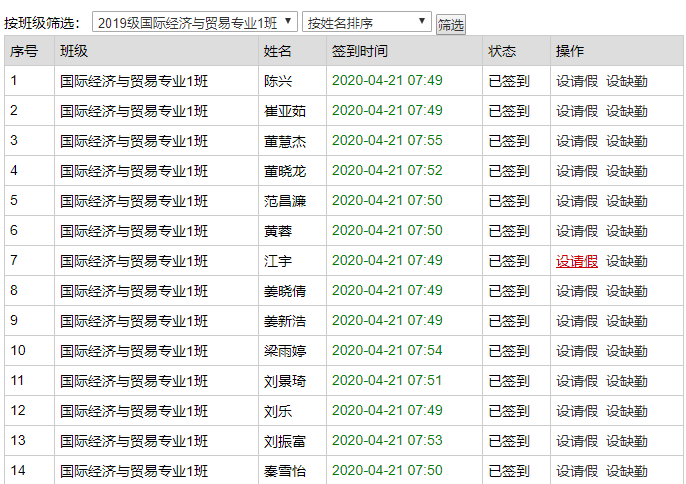 按班级筛选： 2019级国际经济与贸易专业1班 按姓名排序 筛选
序号 班级 姓名 签到时间 状态 操作
1 国际经济与贸易专业1班 陈兴 2020-04-21 07:49 已签到 设请假 设缺勤
2 国际经济与贸易专业1班 崔亚茹 2020-04-21 07:49 已签到 设请假 设缺勤
3 国际经济与贸易专业1班 董慧杰 2020-04-21 07:55 已签到 设请假 设缺勤
4 国际经济与贸易专业1班 董晓龙 2020-04-21 07:52 已签到 设请假 设缺勤
5 国际经济与贸易专业1班 范昌濂 2020-04-21 07:50 已签到 设请假 设缺勤
6 国际经济与贸易专业1班 黄蓉 2020-04-21 07:50 已签到 设请假 设缺勤
7 国际经济与贸易专业1班 江宇 2020-04-21 07:49 已签到 设请假 设缺勤
8 国际经济与贸易专业1班 姜晓倩 2020-04-21 07:49 已签到 设请假 设缺勤
9 国际经济与贸易专业1班 姜新浩 2020-04-21 07:49 已签到 设请假 设缺勤
10 国际经济与贸易专业1班 梁雨婷 2020-04-21 07:54 已签到 设请假 设缺勤
11 国际经济与贸易专业1班 刘景琦 2020-04-21 07:51 已签到 设请假 设缺勤
12 国际经济与贸易专业1班 刘乐 2020-04-21 07:49 已签到 设请假 设缺勤
13 国际经济与贸易专业1班 刘振富 2020-04-21 07:53 已签到 设请假 设缺勤
14 国际经济与贸易专业1班 秦雪怡 2020-04-21 07:50 已签到 设请假 设缺勤